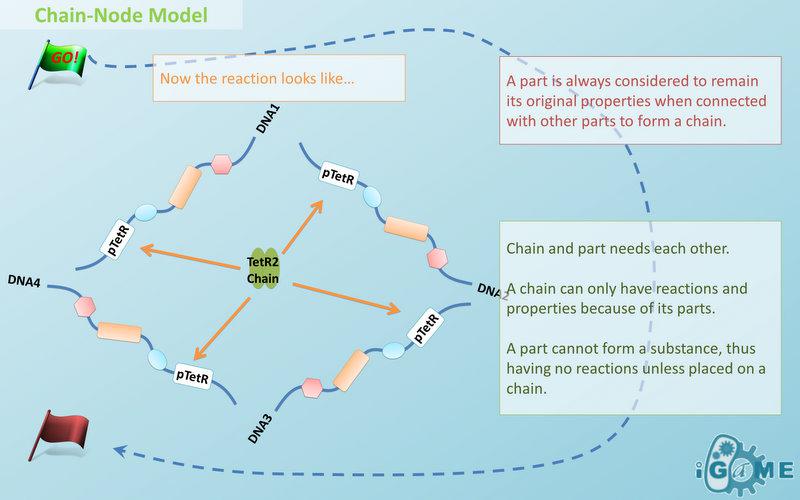 Chain-Node Model
GO!
Now the reaction looks like…
A part is always considered to remain
its original properties when connected
with other parts to form a chain.
DNA1
pTetR
pTetR
TetR2
Chain
DNA4
DNA2
pTetR
pTetR
DNA3
Chain and part needs each other.
A chain can only have reactions and
properties because of its parts.
A part cannot form a substance, thus
having no reactions unless placed on a
chain.
iGaME